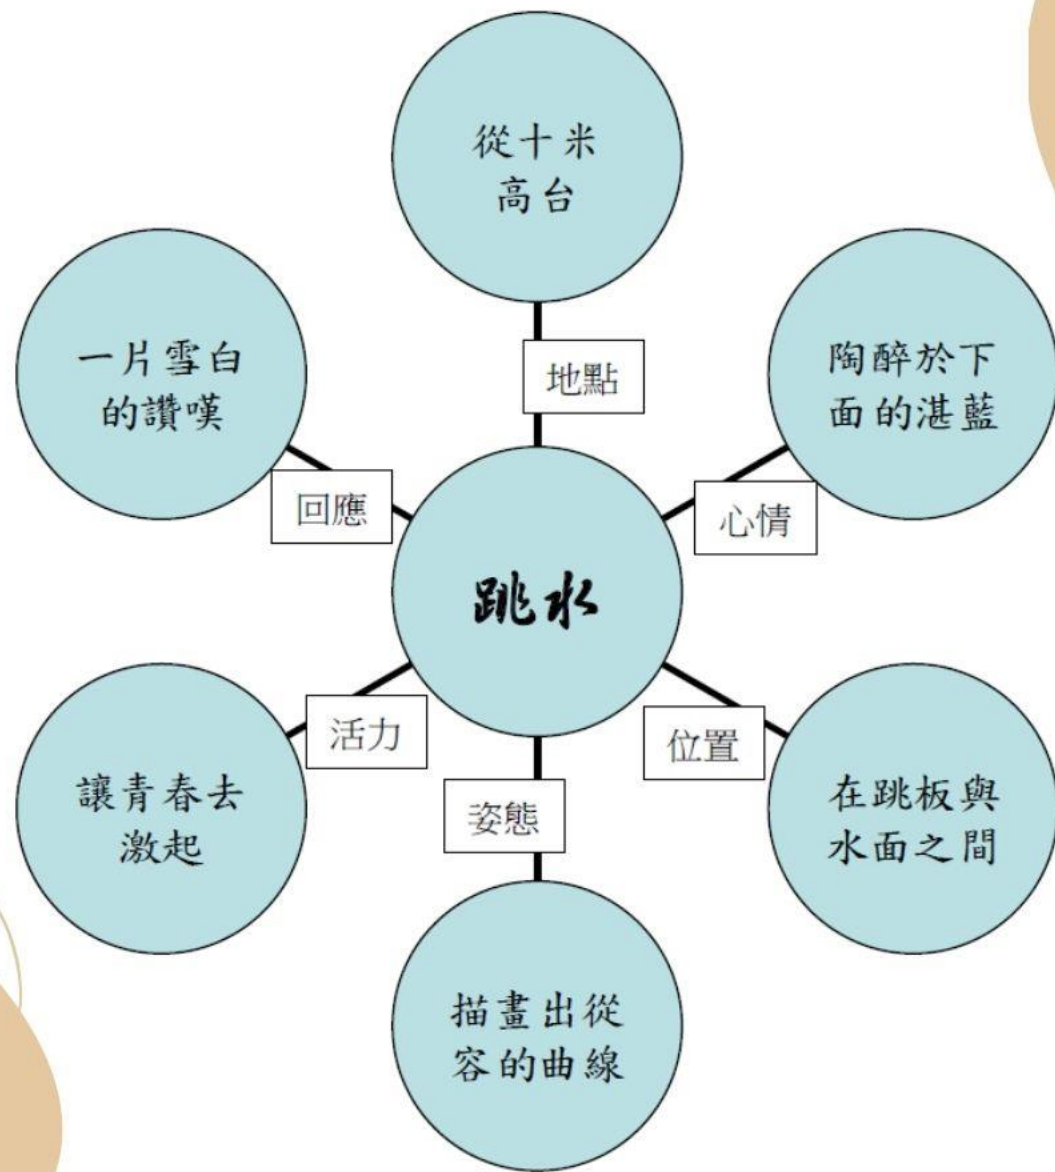 從十米
高台
地點
陶醉於下
面的湛藍
心情
在跳板與
水面之間
位置
描畫出從
容的曲線
姿態
讓青春去
激起
活力
一片雪白
的讚嘆
回應
跳水